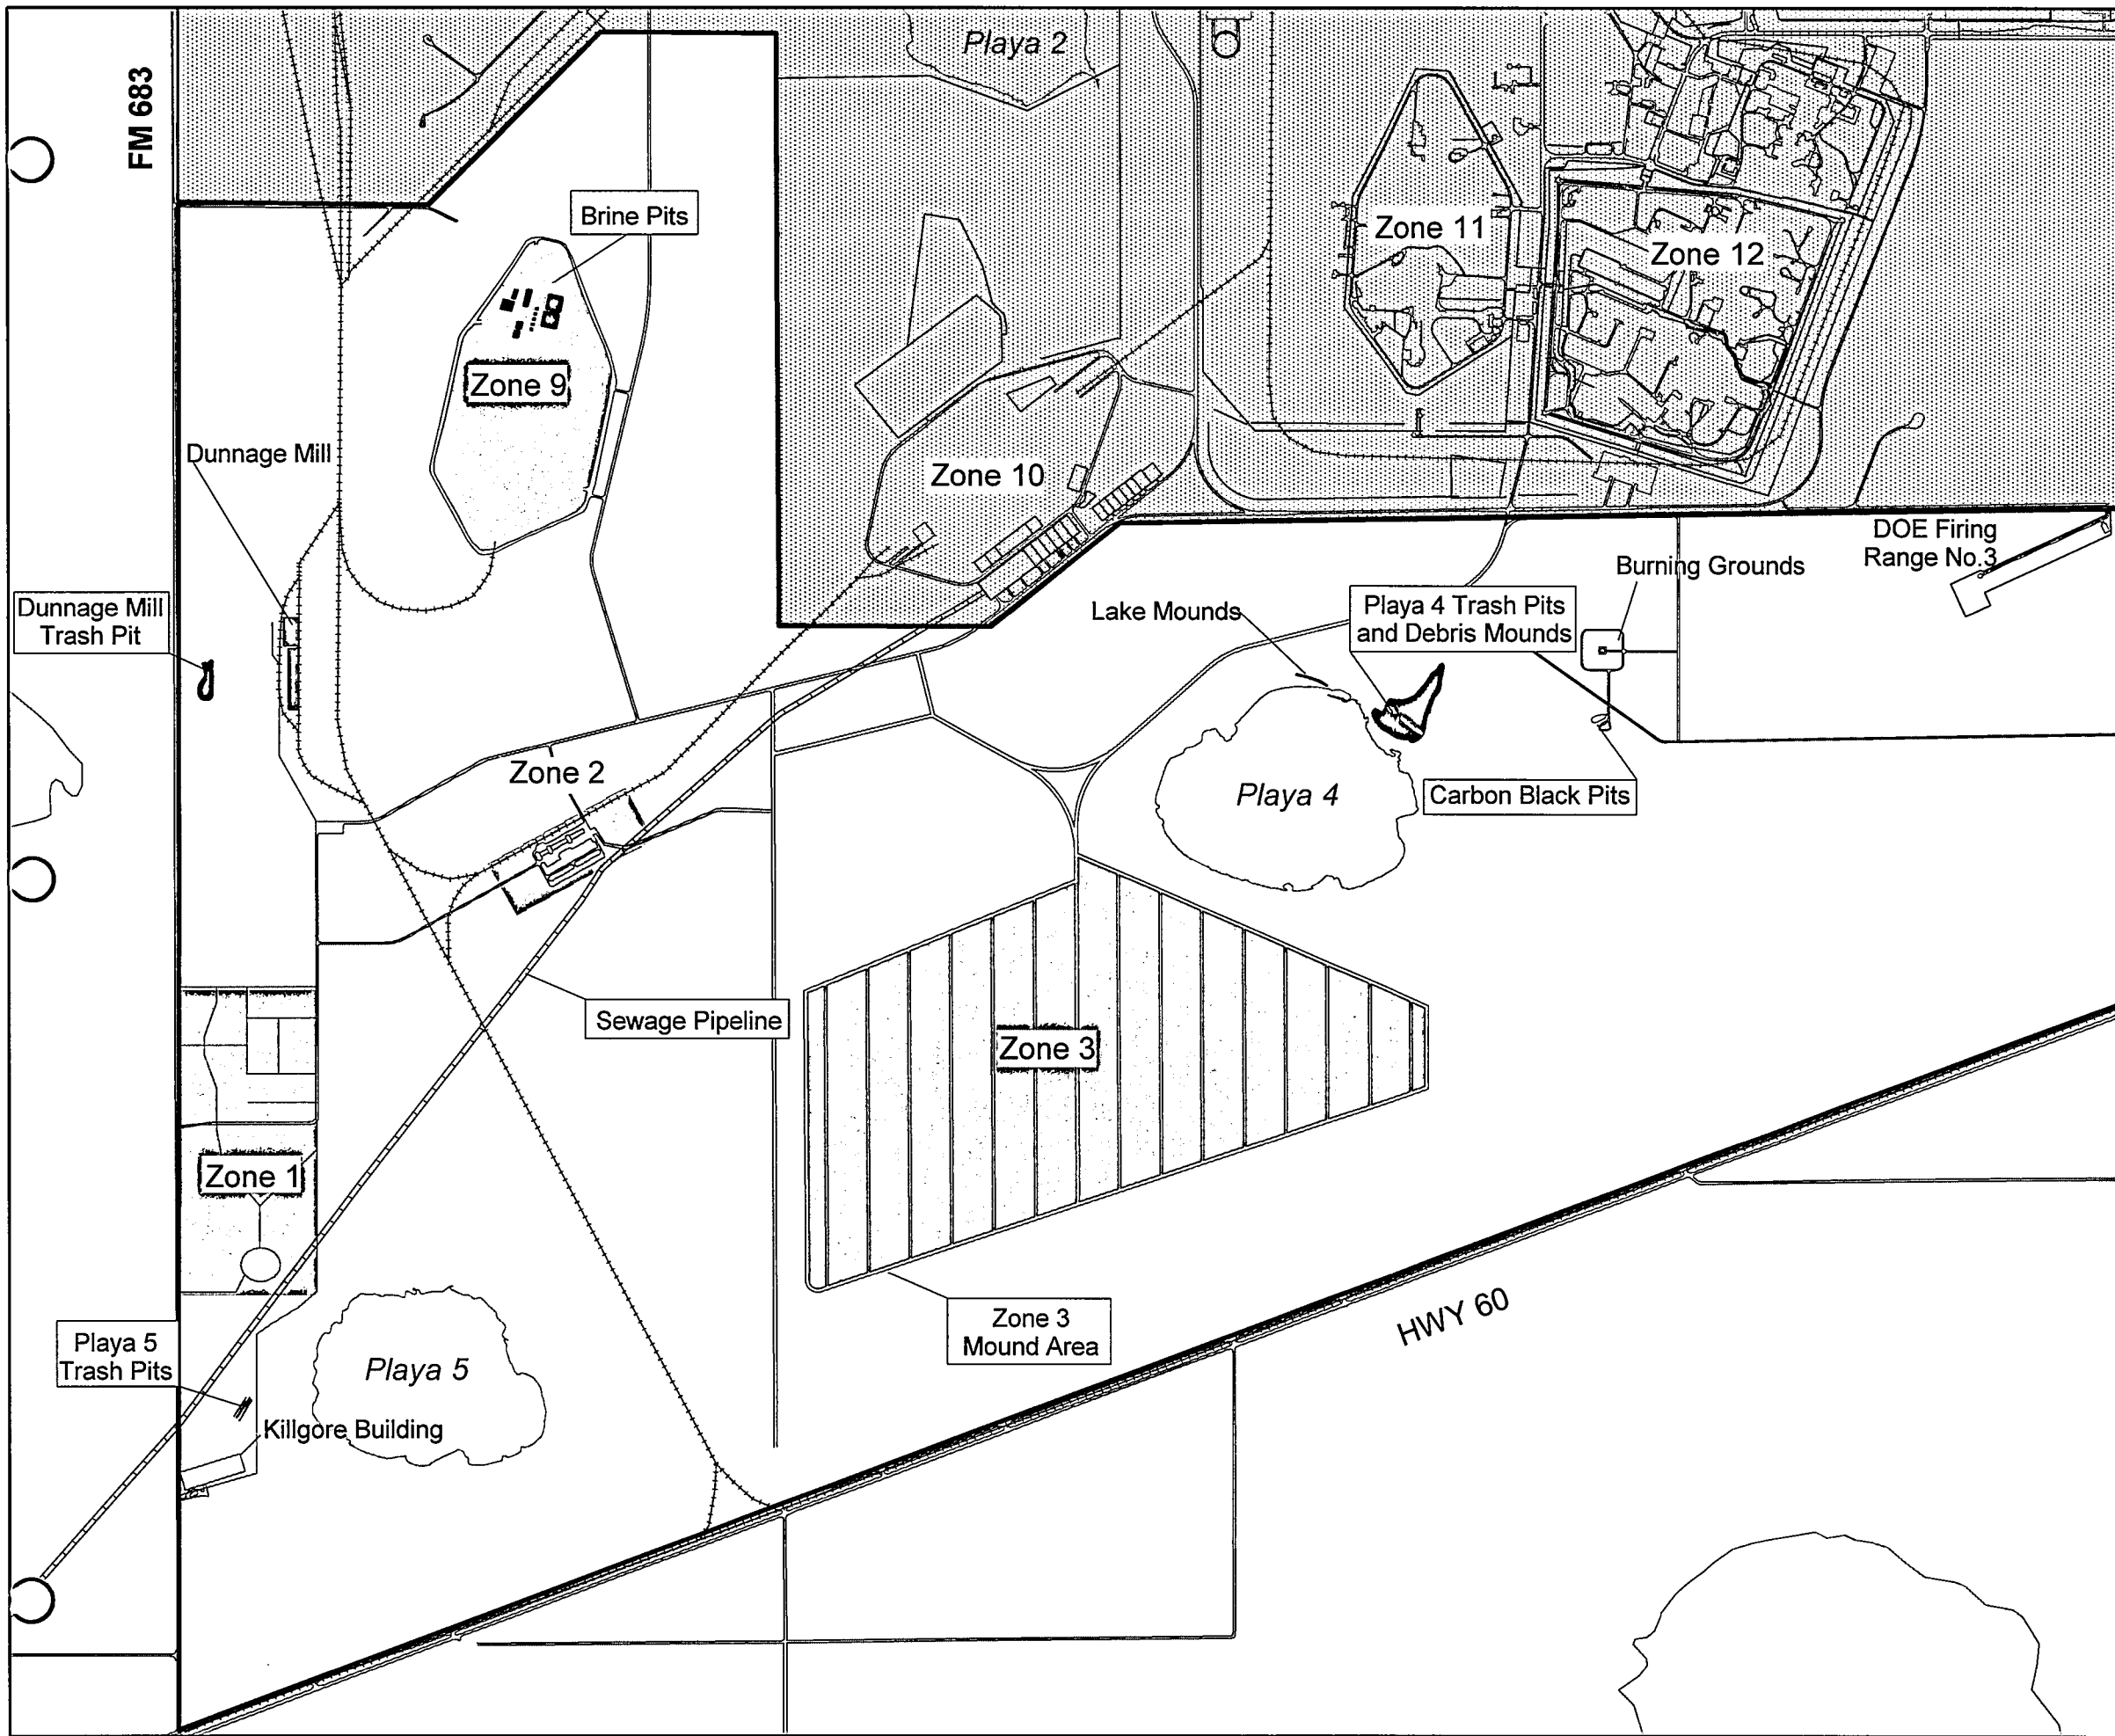 Playa 2
FM 683
Brine Pits
Zone 11
Zone 12
Zone 9
Dunnage Mill
Zone 10
DOE Firing
Range No.3
Burning Grounds
Dunnage Mill
Trash Pit
Lake Mounds
Playa 4 Trash Pits
and Debris Mounds
Zone 2
Playa 4
Carbon Black Pits
Sewage Pipeline
Zone 3
Zone 1
Zone 3
Mound Area
HWY 60
Playa 5
Trash Pits
Playa 5
Killgore Building